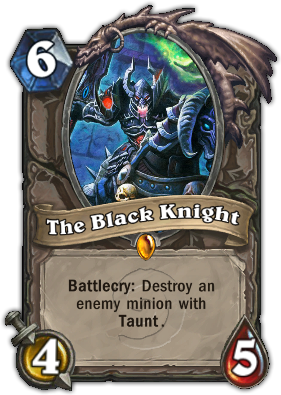 6
The Black Knight
Battlecry: Destroy an
enemy minion with
Taunt.
4
5